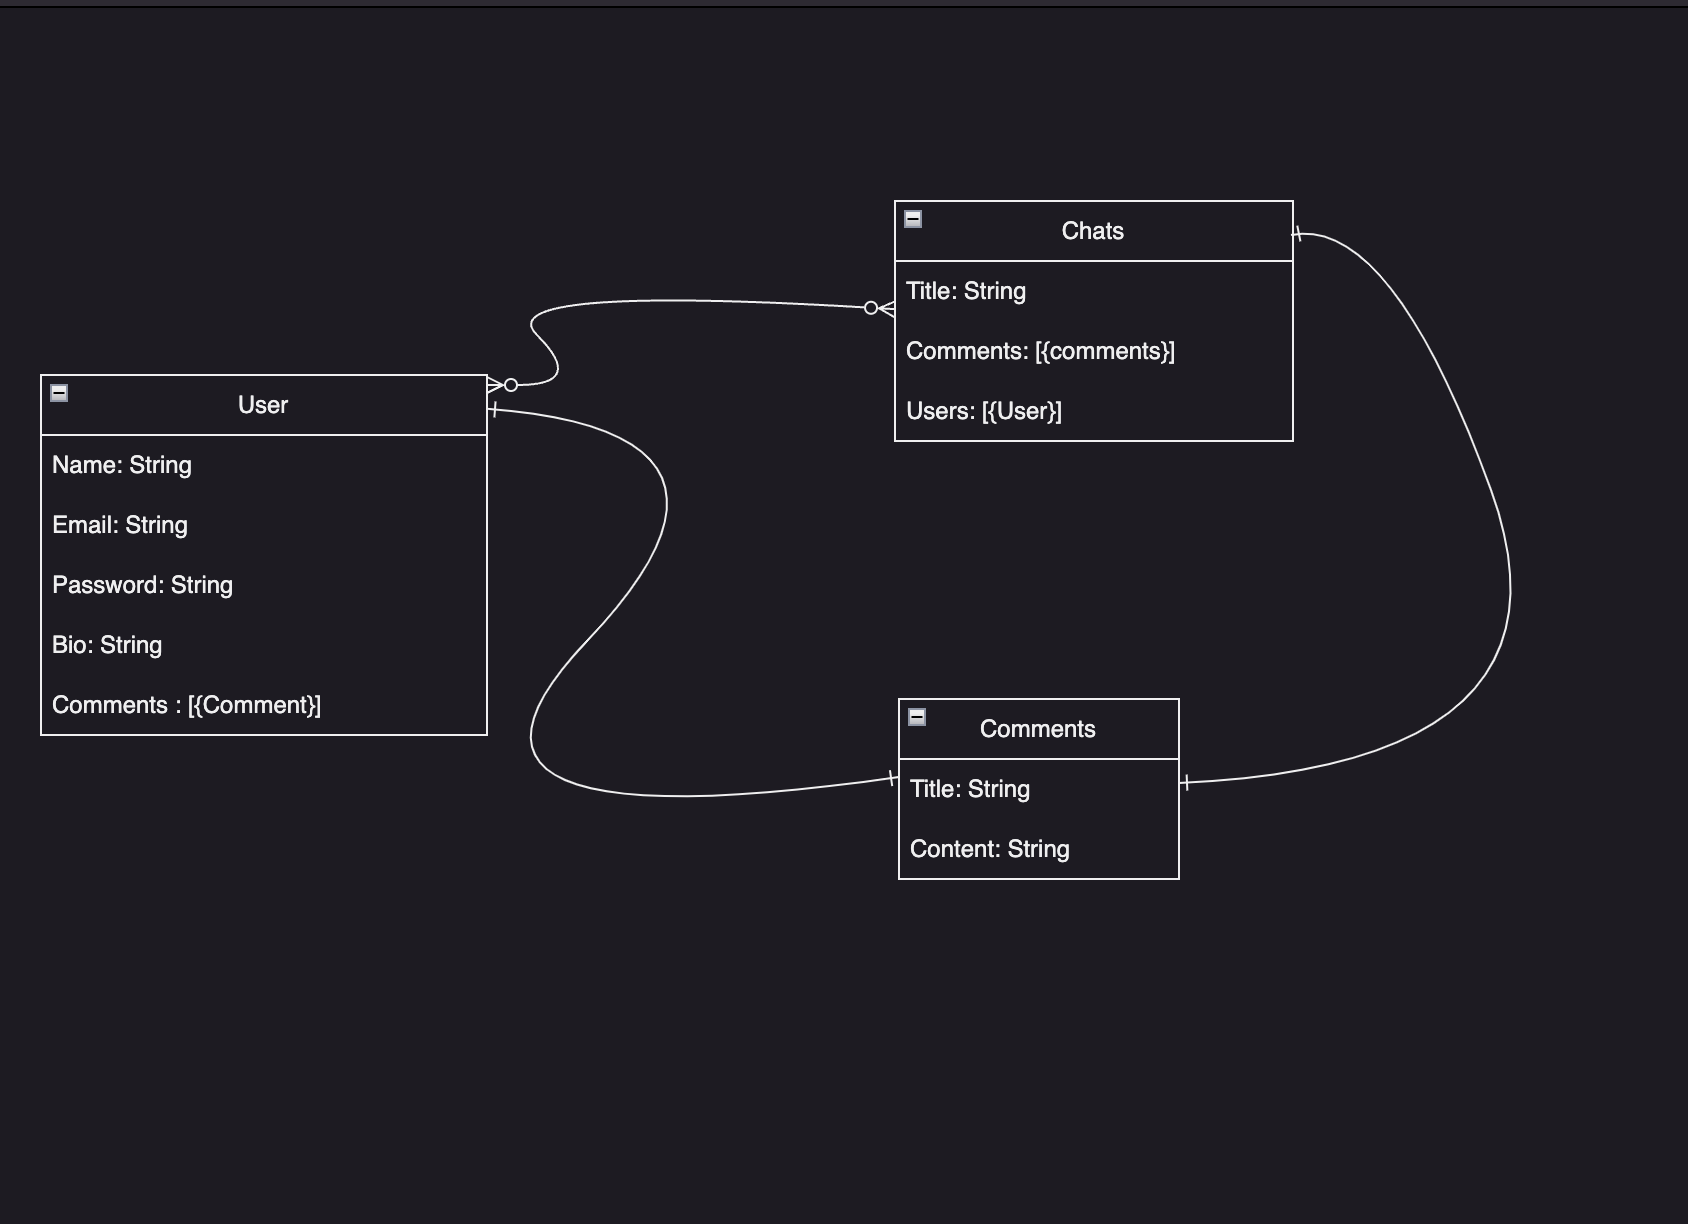 Chats
Title: String
Comments: [{comments}]
Users: [{User}]
User
Name: String
Email: String
Password: String
Bio: String
Comments : [{Comment}]
Comments
Title: String
Content: String